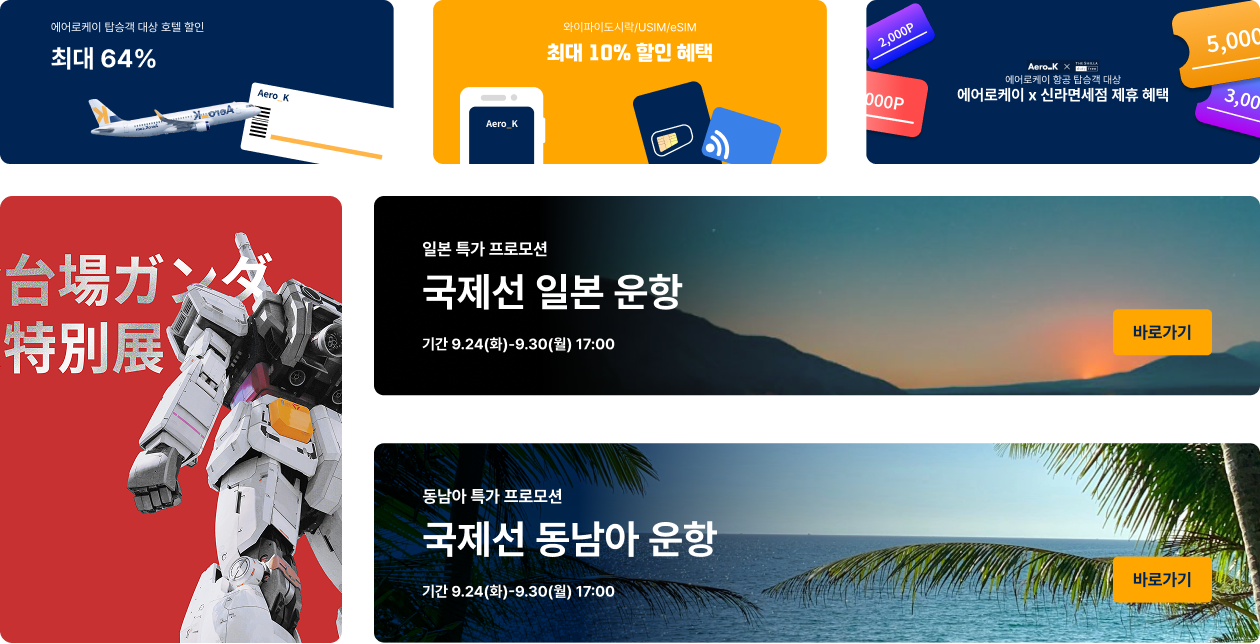 에어로케이 탑승객 대상 호텔 할인
최대 64%
Aero_K
Aero_K
와이파이도시락/USIM/eSIM
최대 10% 할인 혜택
Aero_K
2,000P
000P
Aero_K × THE SHILLA
에어로케이 항공 탑승객 대상
에어로케이 x 신라면세점 제휴 혜택
5,000
3,00
台場ガンダ
特別展
일본 특가 프로모션
국제선 일본 운항
기간 9.24(화)-9.30(월) 17:00
바로가기
동남아 특가 프로모션
국제선 동남아 운항
기간 9.24(화)-9.30(월) 17:00
바로가기